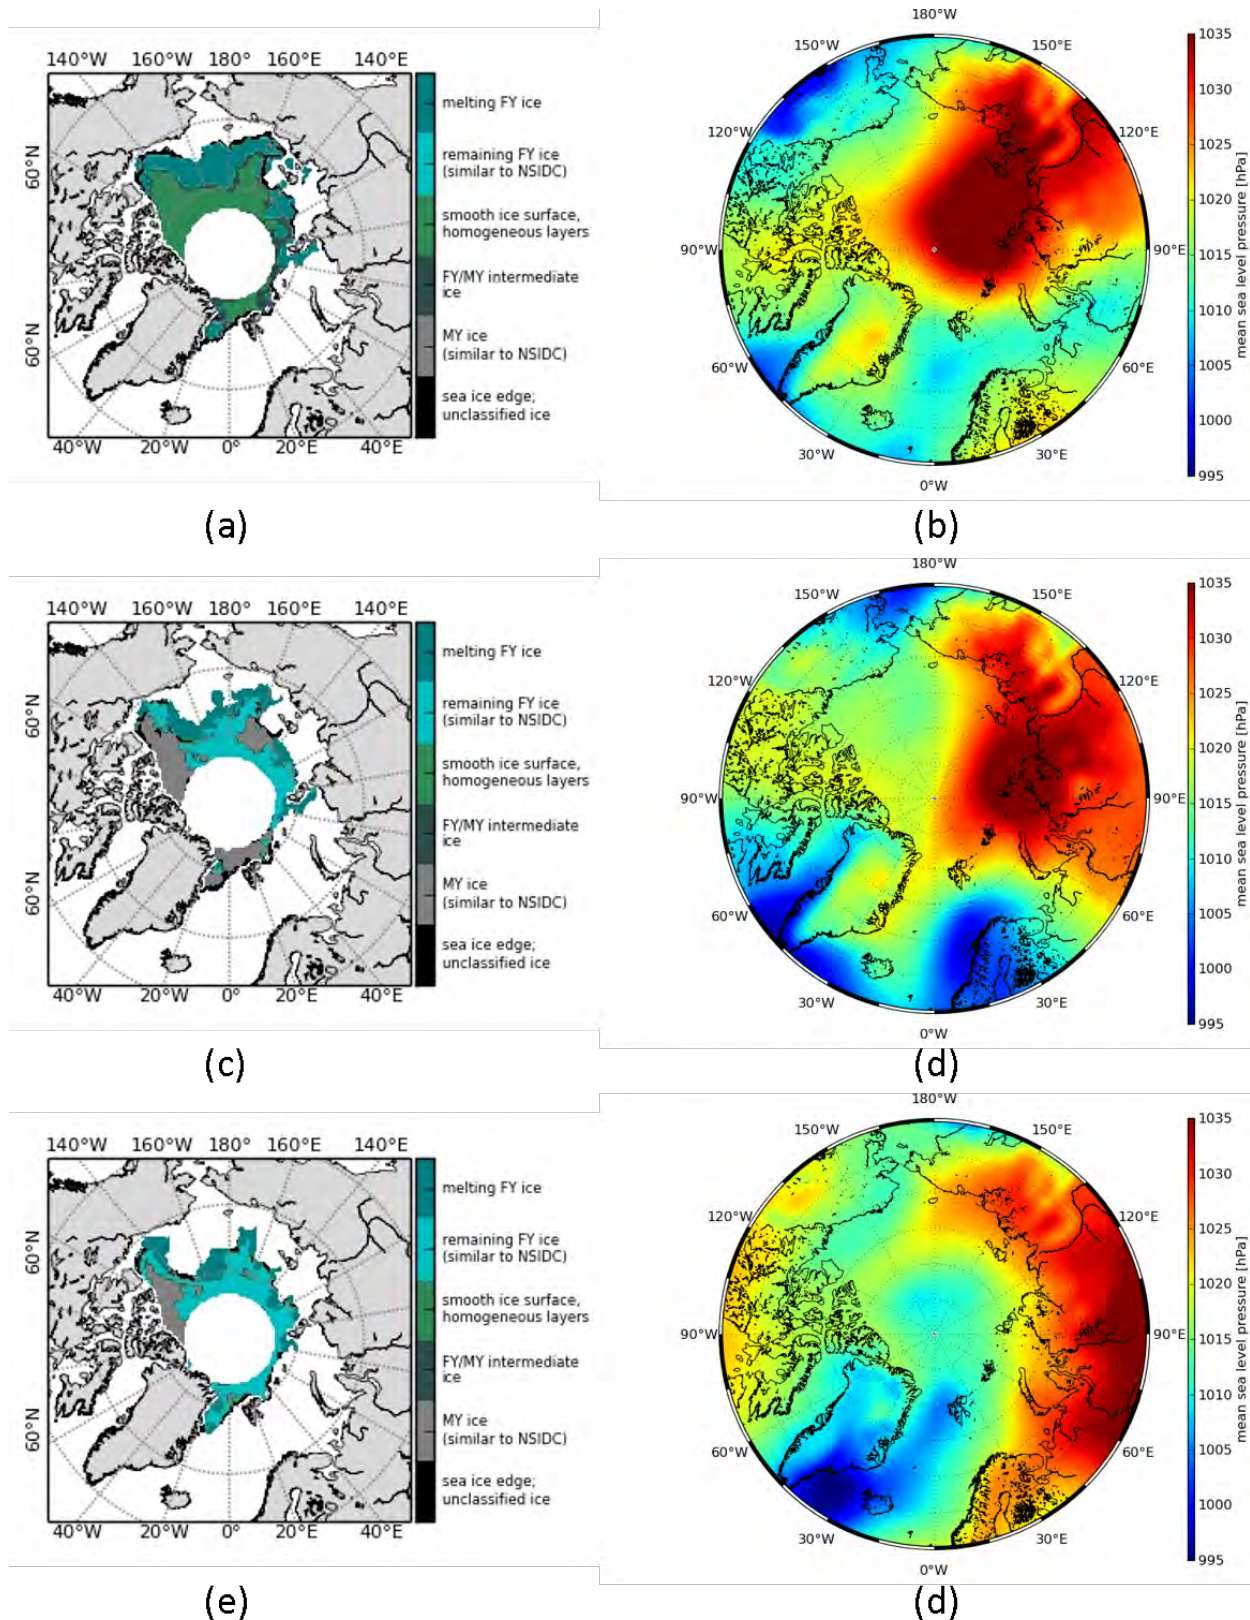 140°W 160°W 180° 160°E 140°E
60°N
60°N
40°W 20°W 0° 20°E 40°E
melting FY ice
remaining FY ice
(similar to NSIDC)
smooth ice surface,
homogeneous layers
FY/MY intermediate
ice
MY ice
(similar to NSIDC)
sea ice edge;
unclassified ice
(a)
180°W
150°W 150°E
120°W 120°E
90°W 90°E
60°W 60°E
30°W 30°E
0°W
1035
1030
1025
1020
1015
1010
1005
1000
995
mean sea level pressure [hPa]
(b)
140°W 160°W 180° 160°E 140°E
60°N
60°N
40°W 20°W 0° 20°E 40°E
melting FY ice
remaining FY ice
(similar to NSIDC)
smooth ice surface,
homogeneous layers
FY/MY intermediate
ice
MY ice
(similar to NSIDC)
sea ice edge;
unclassified ice
(c)
180°W
150°W 150°E
120°W 120°E
90°W 90°E
60°W 60°E
30°W 30°E
0°W
1035
1030
1025
1020
1015
1010
1005
1000
995
mean sea level pressure [hPa]
(d)
140°W 160°W 180° 160°E 140°E
60°N
60°N
40°W 20°W 0° 20°E 40°E
melting FY ice
remaining FY ice
(similar to NSIDC)
smooth ice surface,
homogeneous layers
FY/MY intermediate
ice
MY ice
(similar to NSIDC)
sea ice edge;
unclassified ice
(e)
180°W
150°W 150°E
120°W 120°E
90°W 90°E
60°W 60°E
30°W 30°E
0°W
1035
1030
1025
1020
1015
1010
1005
1000
995
mean sea level pressure [hPa]
(d)